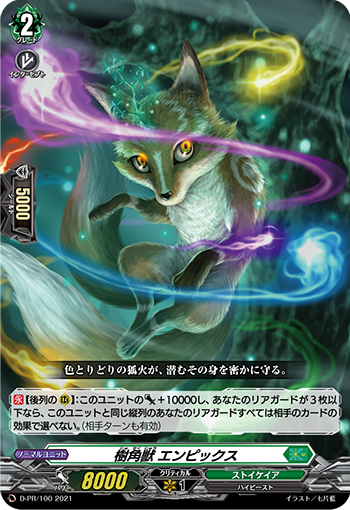 2
グレード
インターセプト
5000
シールド
色とりどりの狐火が、潜むその身を密かに守る。
永【後列の(R)】:このユニットの+10000し、あなたのリアガードが3枚以
下なら、このユニットと同じ縦列のあなたのリアガードすべては相手のカードの
効果で選べない。(相手ターンも有効)
ノーマルユニット
樹角獣 エンピックス
パワー 8000
クリティカル
1
ストイケイア
ハイビースト
D-PR/100 2021
イラスト/七片藍